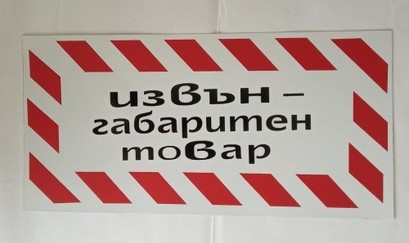 извън –
габаритен
товар